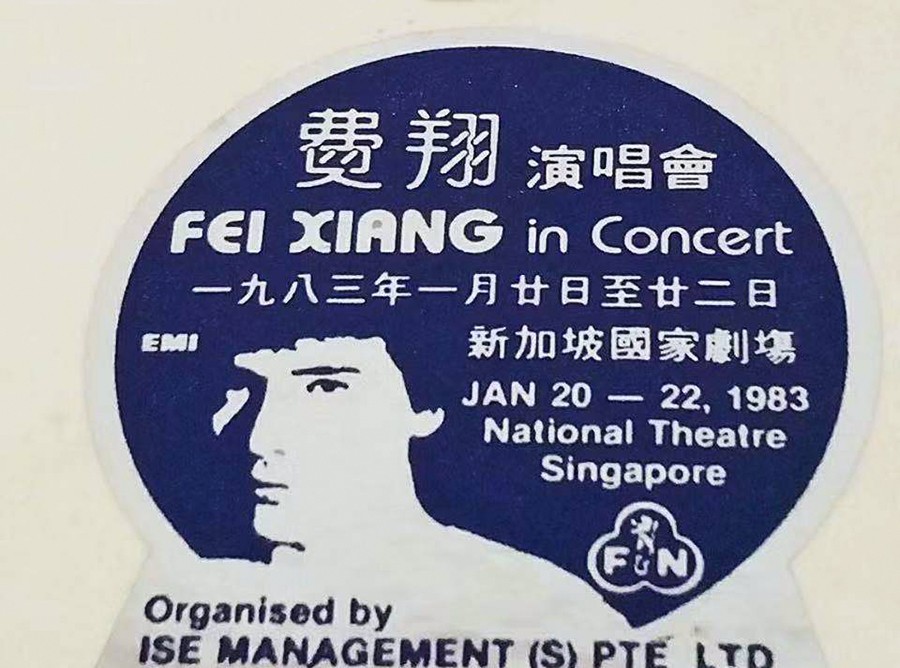 費翔 演唱會
FEI XIANG in Concert
一九八三年一月廿日至廿二日
EMI
新加坡國家劇塲
JAN 20 — 22, 1983
National Theatre
Singapore
F&N
Organised by
ISE MANAGEMENT (S) PTE LTD